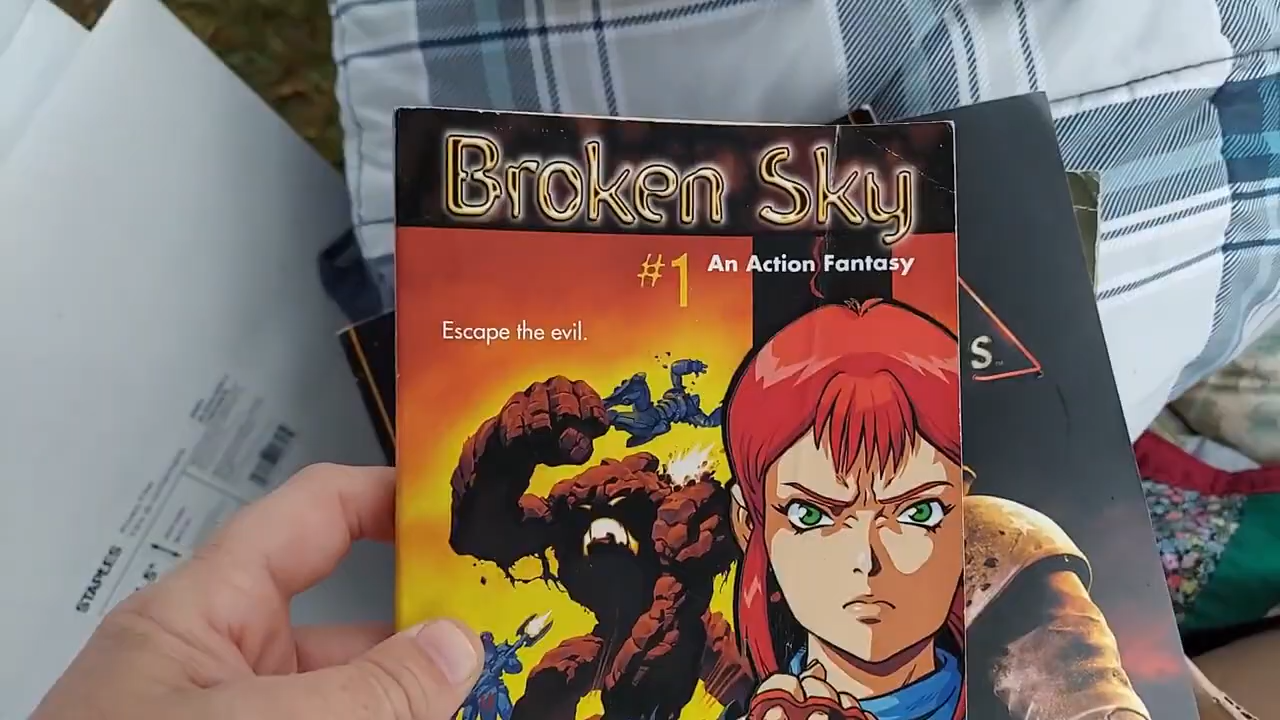 Broken Sky
#1 An Action Fantasy
Escape the evil.
S
STAPLES